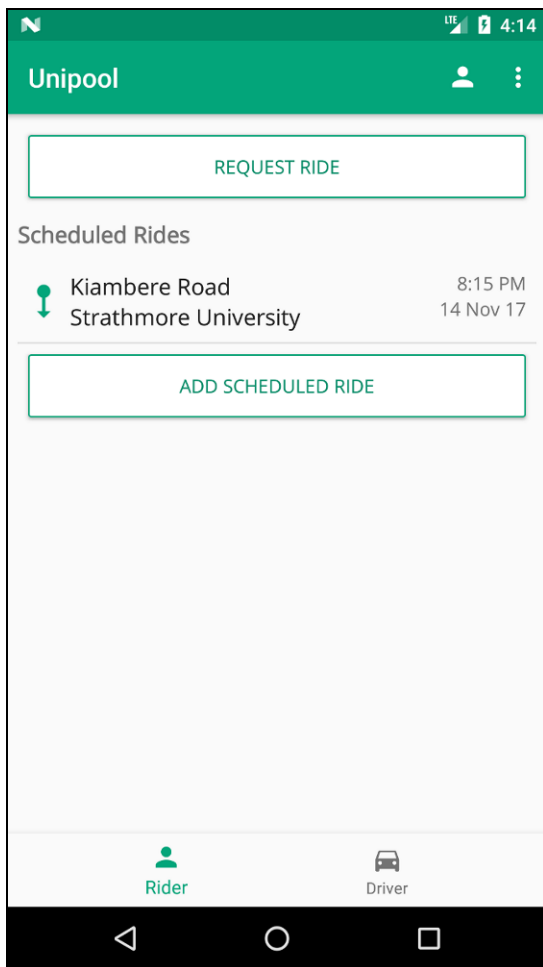 LTE 4:14
Unipool
REQUEST RIDE
Scheduled Rides
Kiambere Road 8:15 PM
Strathmore University 14 Nov 17
ADD SCHEDULED RIDE
Rider Driver